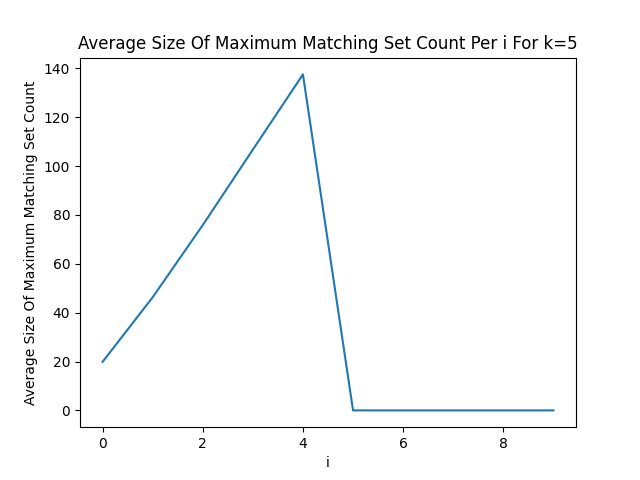 Average Size Of Maximum Matching Set Count Per i For k=5
Average Size Of Maximum Matching Set Count
140
120
100
80
60
40
20
0
0 2 4 6 8
i